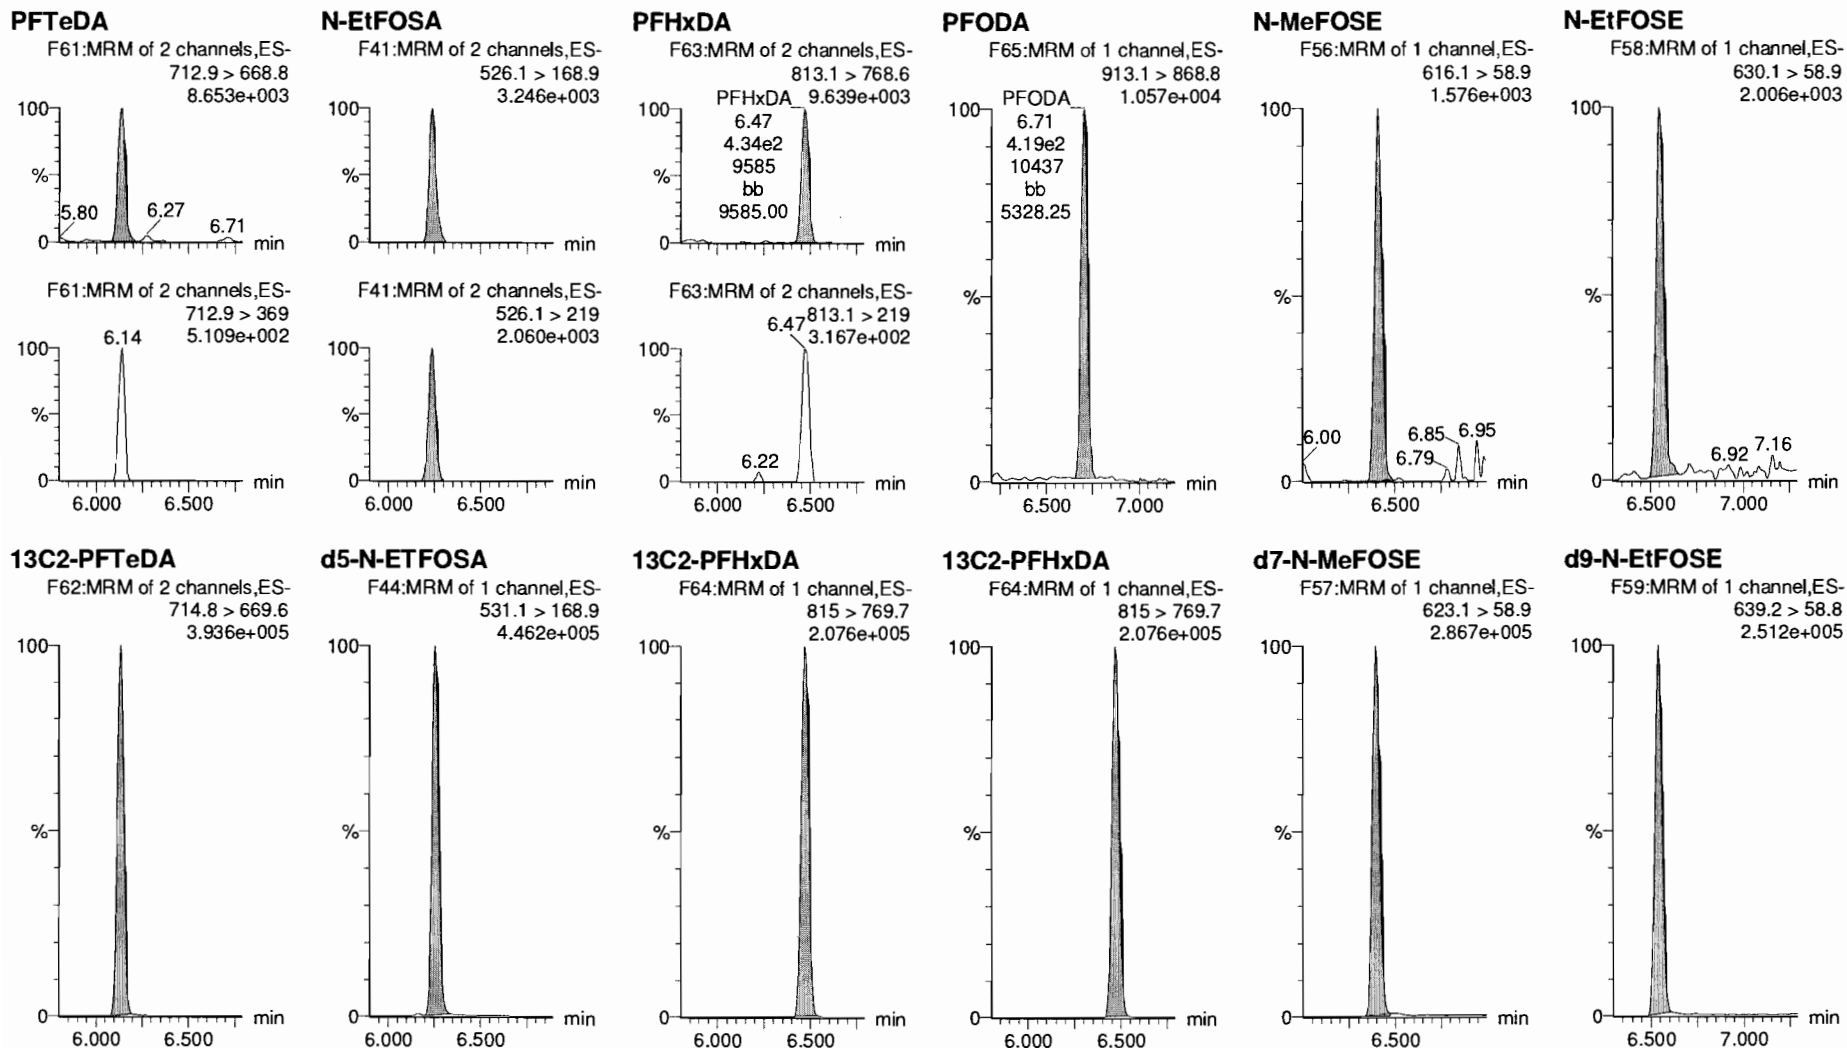 PFTeDA
F61:MRM of 2 channels,ES-
712.9 > 668.8
8.653e+003
100
%
0
5.80
6.27
6.71
min
F61:MRM of 2 channels,ES-
712.9 > 369
5.109e+002
6.14
100
%
0
6.000
6.500
min
N-EtFOSA
F41:MRM of 2 channels,ES-
526.1 > 168.9
3.246e+003
100
%
0
min
F41:MRM of 2 channels,ES-
526.1 > 219
2.060e+003
100
%
0
6.000
6.500
min
PFHxDA
F63:MRM of 2 channels,ES-
813.1 > 768.6
9.639e+003
PFHxDA
6.47
4.34e2
9585
bb
9585.00
100
%
0
min
F63:MRM of 2 channels,ES-
813.1 > 219
3.167e+002
6.47
100
%
6.22
0
6.000
6.500
min
PFODA
F65:MRM of 1 channel,ES-
913.1 > 868.8
1.057e+004
PFODA
6.71
4.19e2
10437
bb
5328.25
100
%
0
6.500
7.000
min
N-MeFOSE
F56:MRM of 1 channel,ES-
616.1 > 58.9
1.576e+003
100
%
6.00
6.85
6.95
6.79
0
6.500
min
N-EtFOSE
F58:MRM of 1 channel,ES-
630.1 > 58.9
2.006e+003
100
%
6.92
7.16
0
6.500
7.000
min
13C2-PFTeDA
F62:MRM of 2 channels,ES-
714.8 > 669.6
3.936e+005
100
%
0
6.000
6.500
min
d5-N-ETFOSA
F44:MRM of 1 channel,ES-
531.1 > 168.9
4.462e+005
100
%
0
6.000
6.500
min
13C2-PFHxDA
F64:MRM of 1 channel,ES-
815 > 769.7
2.076e+005
100
%
0
6.000
6.500
min
13C2-PFHxDA
F64:MRM of 1 channel,ES-
815 > 769.7
2.076e+005
100
%
0
6.000
6.500
min
d7-N-MeFOSE
F57:MRM of 1 channel,ES-
623.1 > 58.9
2.867e+005
100
%
0
6.500
min
d9-N-EtFOSE
F59:MRM of 1 channel,ES-
639.2 > 58.8
2.512e+005
100
%
0
6.500
7.000
min